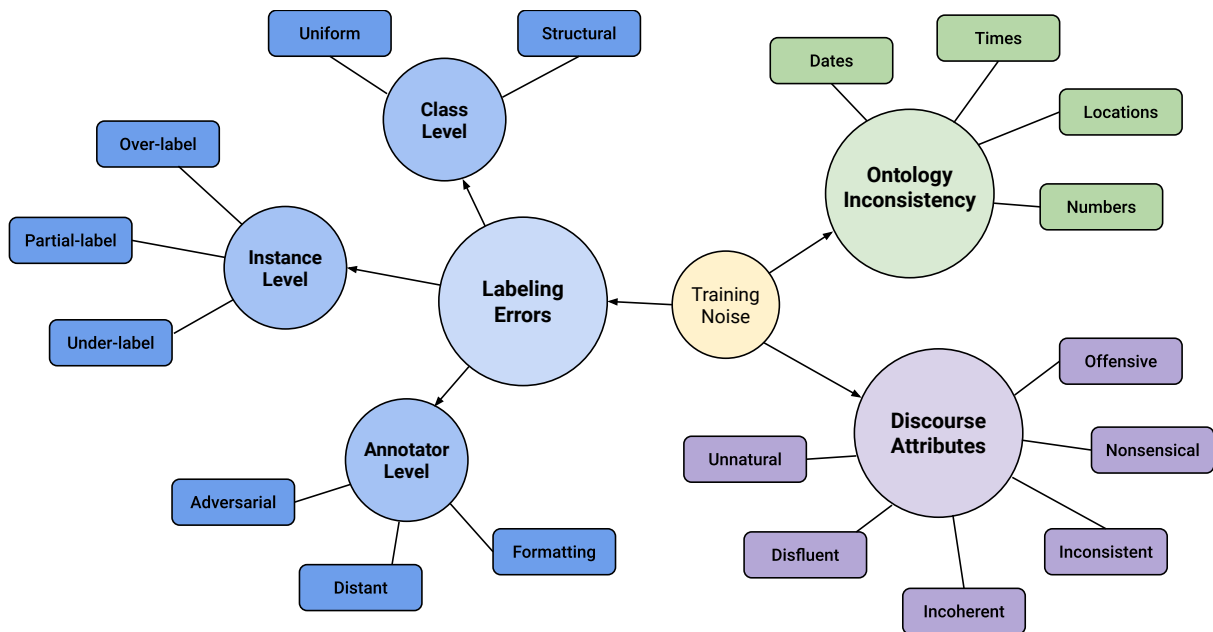 Uniform
Structural
Class
Level
Over-label
Partial-label
Under-label
Instance
Level
Labeling
Errors
Annotator
Level
Adversarial
Distant
Formatting
Training
Noise
Dates
Times
Locations
Numbers
Ontology
Inconsistency
Discourse
Attributes
Offensive
Nonsensical
Inconsistent
Incoherent
Disfluent
Unnatural